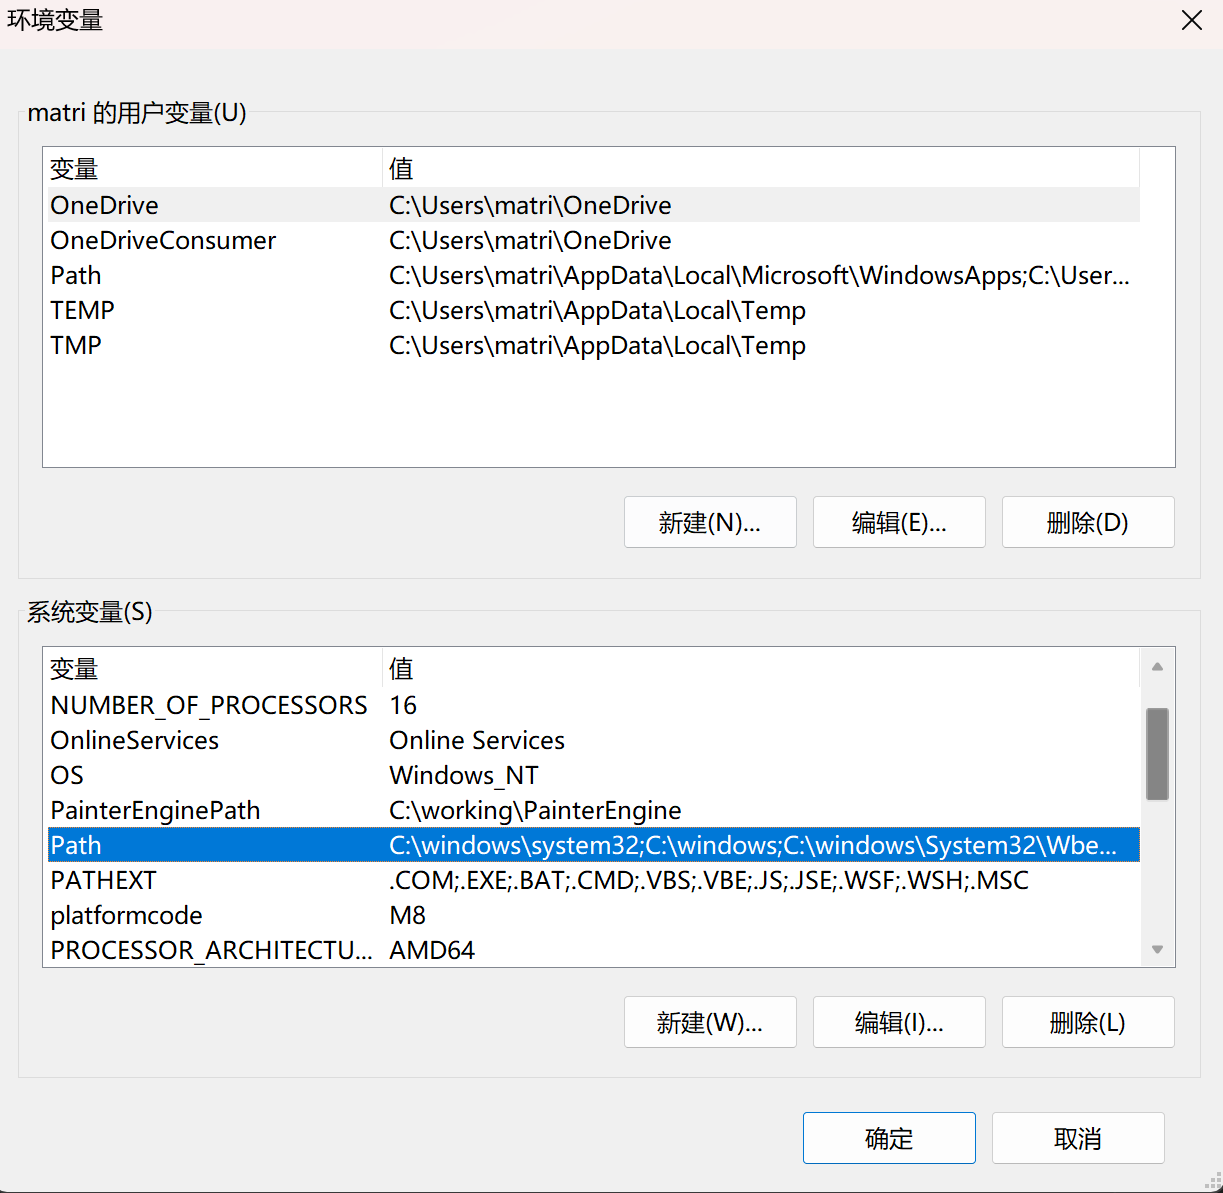 环境变量
matri 的用户变量(U)
变量 值
OneDrive C:\Users\matri\OneDrive
OneDriveConsumer C:\Users\matri\OneDrive
Path C:\Users\matri\AppData\Local\Microsoft\WindowsApps;C:\User...
TEMP C:\Users\matri\AppData\Local\Temp
TMP C:\Users\matri\AppData\Local\Temp
新建(N)... 编辑(E)... 删除(D)
系统变量(S)
变量 值
NUMBER_OF_PROCESSORS 16
OnlineServices Online Services
OS Windows_NT
PainterEnginePath C:\working\PainterEngine
Path C:\windows\system32;C:\windows;C:\windows\System32\Wbe...
PATHEXT .COM;.EXE;.BAT;.CMD;.VBS;.VBE;.JS;.JSE;.WSF;.WSH;.MSC
platformcode M8
PROCESSOR_ARCHITECTU... AMD64
新建(W)... 编辑(I)... 删除(L)
确定 取消